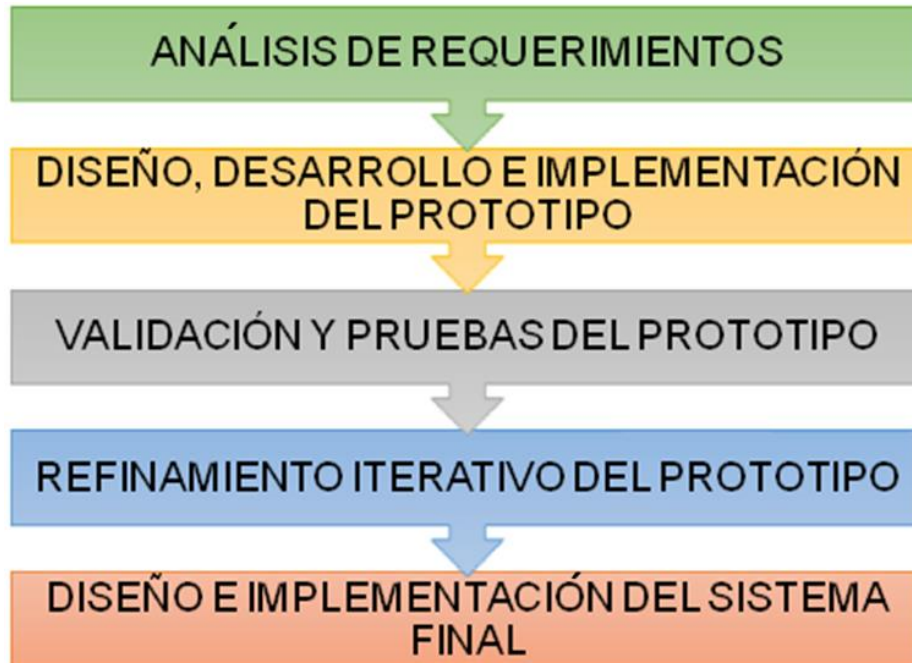 ANÁLISIS DE REQUERIMIENTOS
DISEÑO, DESARROLLO E IMPLEMENTACIÓN
DEL PROTOTIPO
VALIDACIÓN Y PRUEBAS DEL PROTOTIPO
REFINAMIENTO ITERATIVO DEL PROTOTIPO
DISEÑO E IMPLEMENTACIÓN DEL SISTEMA
FINAL